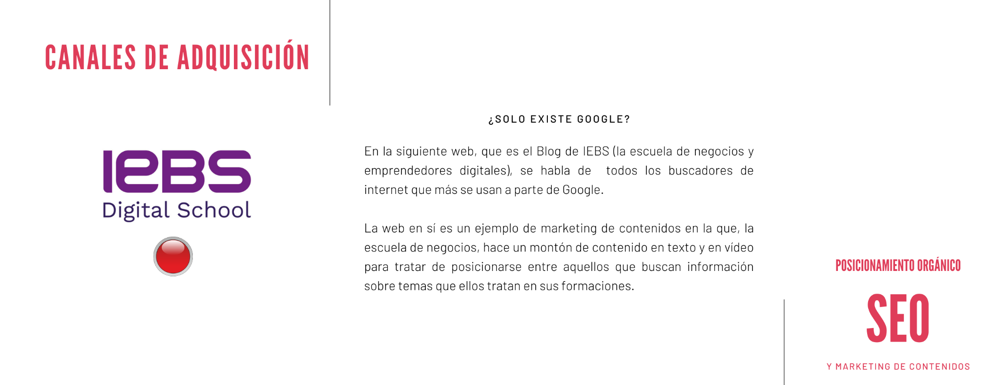 CANALES DE ADQUISICIÓN
IEBS
Digital School
¿SOLO EXISTE GOOGLE?
En la siguiente web, que es el Blog de IEBS (la escuela de negocios y
emprendedores digitales), se habla de todos los buscadores de
internet que más se usan a parte de Google.
La web en sí es un ejemplo de marketing de contenidos en la que, la
escuela de negocios, hace un montón de contenido en texto y en vídeo
para tratar de posicionarse entre aquellos que buscan información
sobre temas que ellos tratan en sus formaciones.
POSICIONAMIENTO ORGÁNICO
SEO
Y MARKETING DE CONTENIDOS